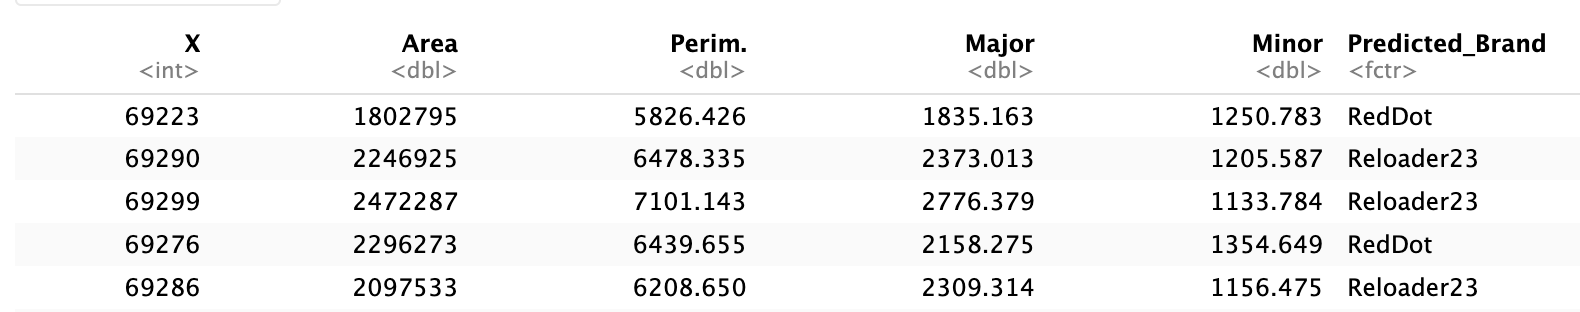 X Area Perim. Major Minor Predicted_Brand
<int> <dbl> <dbl> <dbl> <dbl> <fctr>
69223 1802795 5826.426 1835.163 1250.783 RedDot
69290 2246925 6478.335 2373.013 1205.587 Reloader23
69299 2472287 7101.143 2776.379 1133.784 Reloader23
69276 2296273 6439.655 2158.275 1354.649 RedDot
69286 2097533 6208.650 2309.314 1156.475 Reloader23